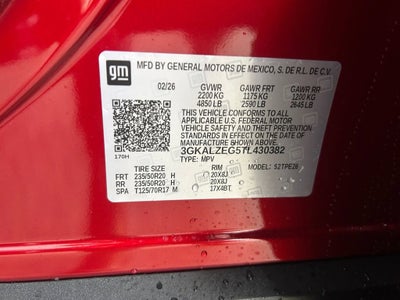 gm
MFD BY GENERAL MOTORS DE MEXICO, S. DE R.L. DE C.V.
02/26 GVWR GAWR FRT GAWR RR
2200 KG 1175 KG 1200 KG
4850 LB 2590 LB 2645 LB
THIS VEHICLE CONFORMS TO ALL
APPLICABLE U.S. FEDERAL MOTOR
VEHICLE SAFETY AND THEFT
PREVENTION STANDARDS IN EFFECT
ON THE DATE OF MANUFACTURE
SHOWN ABOVE.
3GKALZEG5TL430382
TYPE: MPV
170H
TIRE SIZE RIM MODEL:
FRT 235/50R20 H 20X8J
RR 235/50R20 H 20X8J
SPA T125/70R17 M 17X4BT